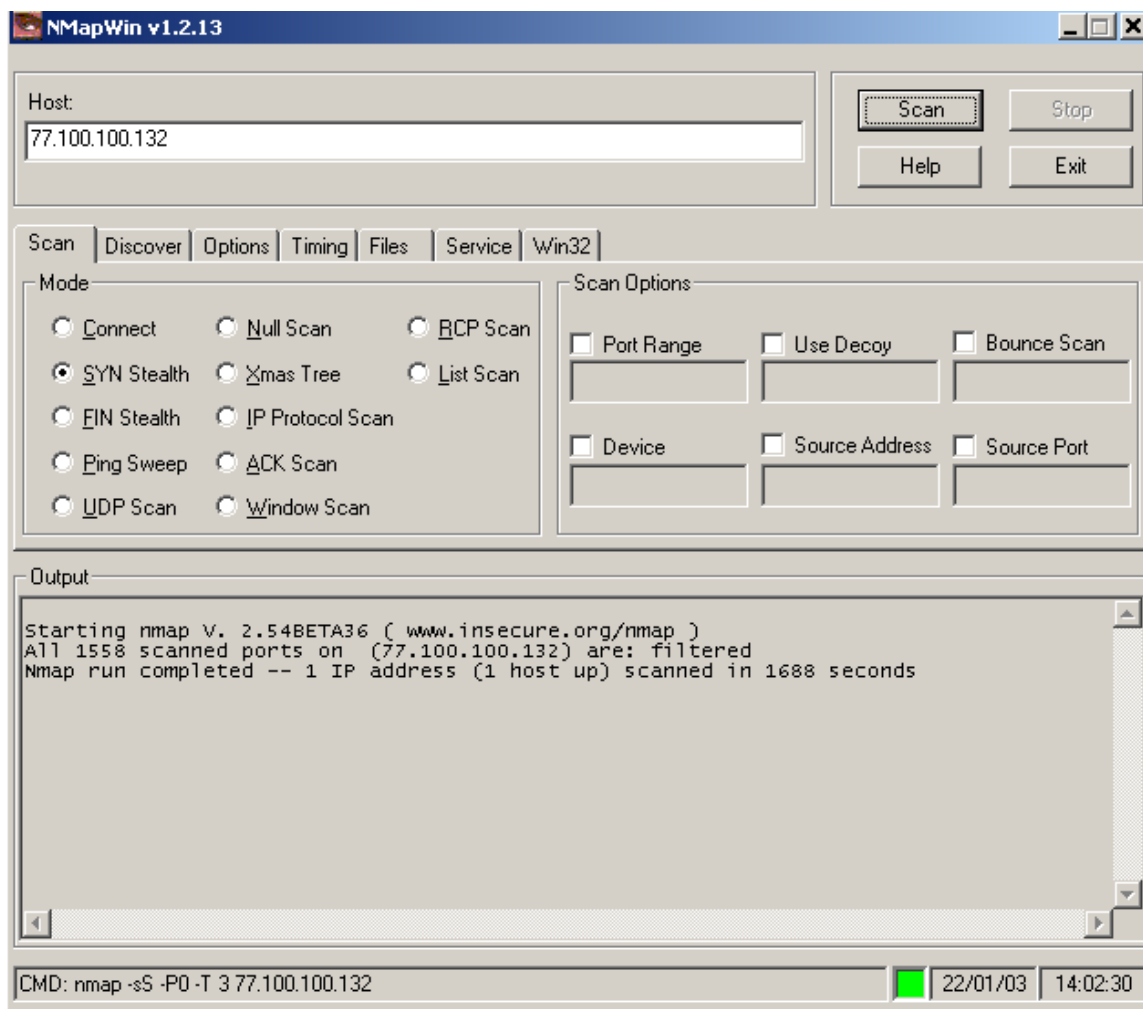 NMapWin v1.2.13
Host:
77.100.100.132
Scan Stop
Help Exit
Scan Discover Options Timing Files Service Win32
Mode
Connect Null Scan RCP Scan
SYN Stealth Xmas Tree List Scan
FIN Stealth IP Protocol Scan
Ping Sweep ACK Scan
UDP Scan Window Scan
Scan Options
Port Range Use Decoy Bounce Scan
Device Source Address Source Port
Output
Starting nmap V. 2.54BETA36 ( www.insecure.org/nmap )
All 1558 scanned ports on (77.100.100.132) are: filtered
Nmap run completed -- 1 IP address (1 host up) scanned in 1688 seconds
CMD: nmap -sS -P0 -T 3 77.100.100.132 22/01/03 14:02:30